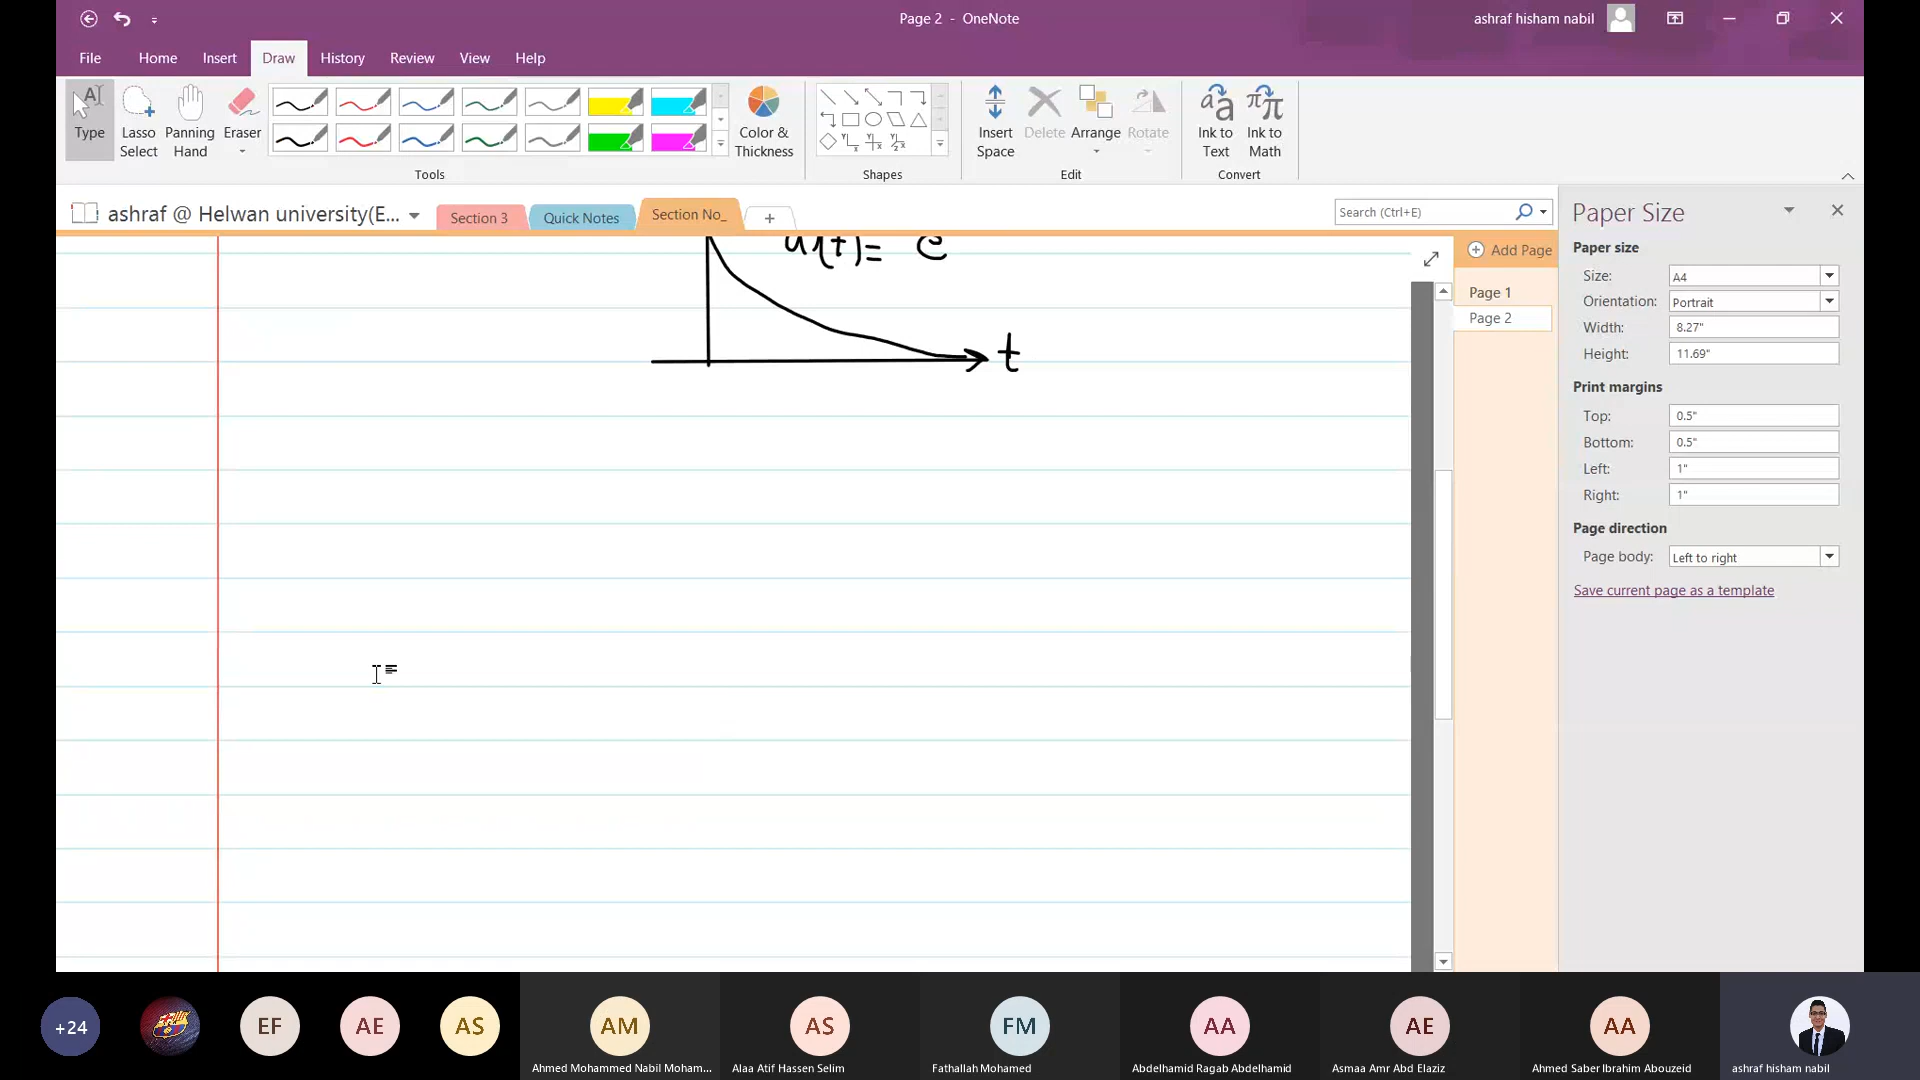 Page 2 - OneNote
ashraf hisham nabil
File Home Insert Draw History Review View Help
Type
Lasso Select
Panning Hand
Eraser
Color & Thickness
Insert Space
Delete
Arrange
Rotate
Ink to Text
Ink to Math
Tools
Shapes
Edit
Convert
ashraf @ Helwan university(E...
Section 3
Quick Notes
Section No_
Search (Ctrl+E)
Add Page
Page 1
Page 2
t
Paper Size
Paper size
Size: A4
Orientation: Portrait
Width: 8.27"
Height: 11.69"
Print margins
Top: 0.5"
Bottom: 0.5"
Left: 1"
Right: 1"
Page direction
Page body: Left to right
Save current page as a template
+24
EF
AE
AS
AM
AS
FM
AA
AE
AA
Ahmed Mohammed Nabil Moham...
Alaa Atif Hassen Selim
Fathallah Mohamed
Abdelhamid Ragab Abdelhamid
Asmaa Amr Abd Elaziz
Ahmed Saber Ibrahim Abouzeid
ashraf hisham nabil